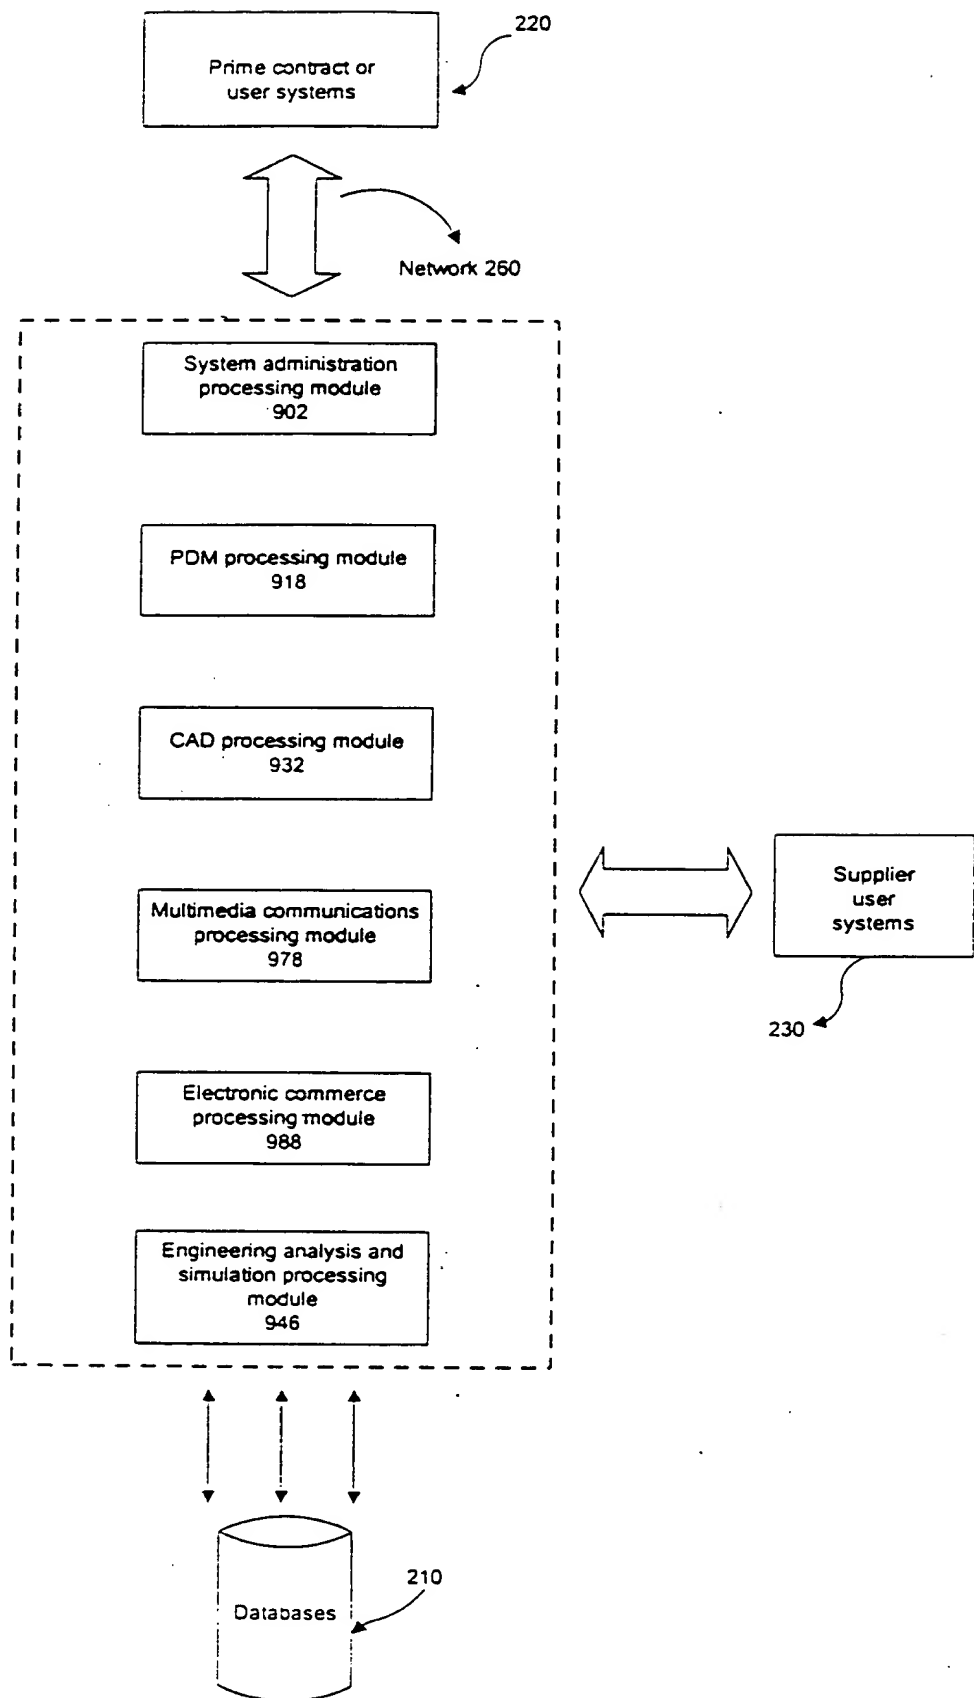 220
Prime contract or
user systems
Network 260
System administration
processing module
902
PDM processing module
918
CAD processing module
932
Multimedia communications
processing module
978
Supplier
user
systems
230
Electronic commerce
processing module
988
Engineering analysis and
simulation processing
module
946
210
Databases